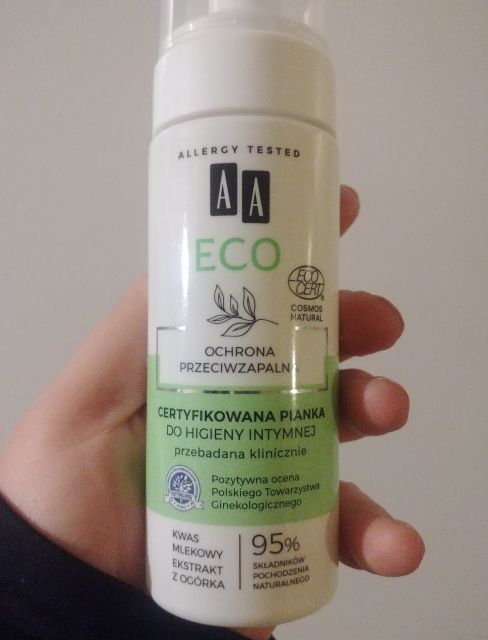 ALLERGY TESTED
AA
ECO
ECO
CERT
COSMOS
NATURAL
OCHRONA
PRZECIWZAPALNA
CERTYFIKOWANA PIANKA
DO HIGIENY INTYMNEJ
przebadana klinicznie
Pozytywna ocena
Polskiego Towarzystwa
Ginekologicznego
KWAS
MLEKOWY
EKSTRAKT
Z OGÓRKA
95%
SKŁADNIKÓW
POCHODZENIA
NATURALNEGO